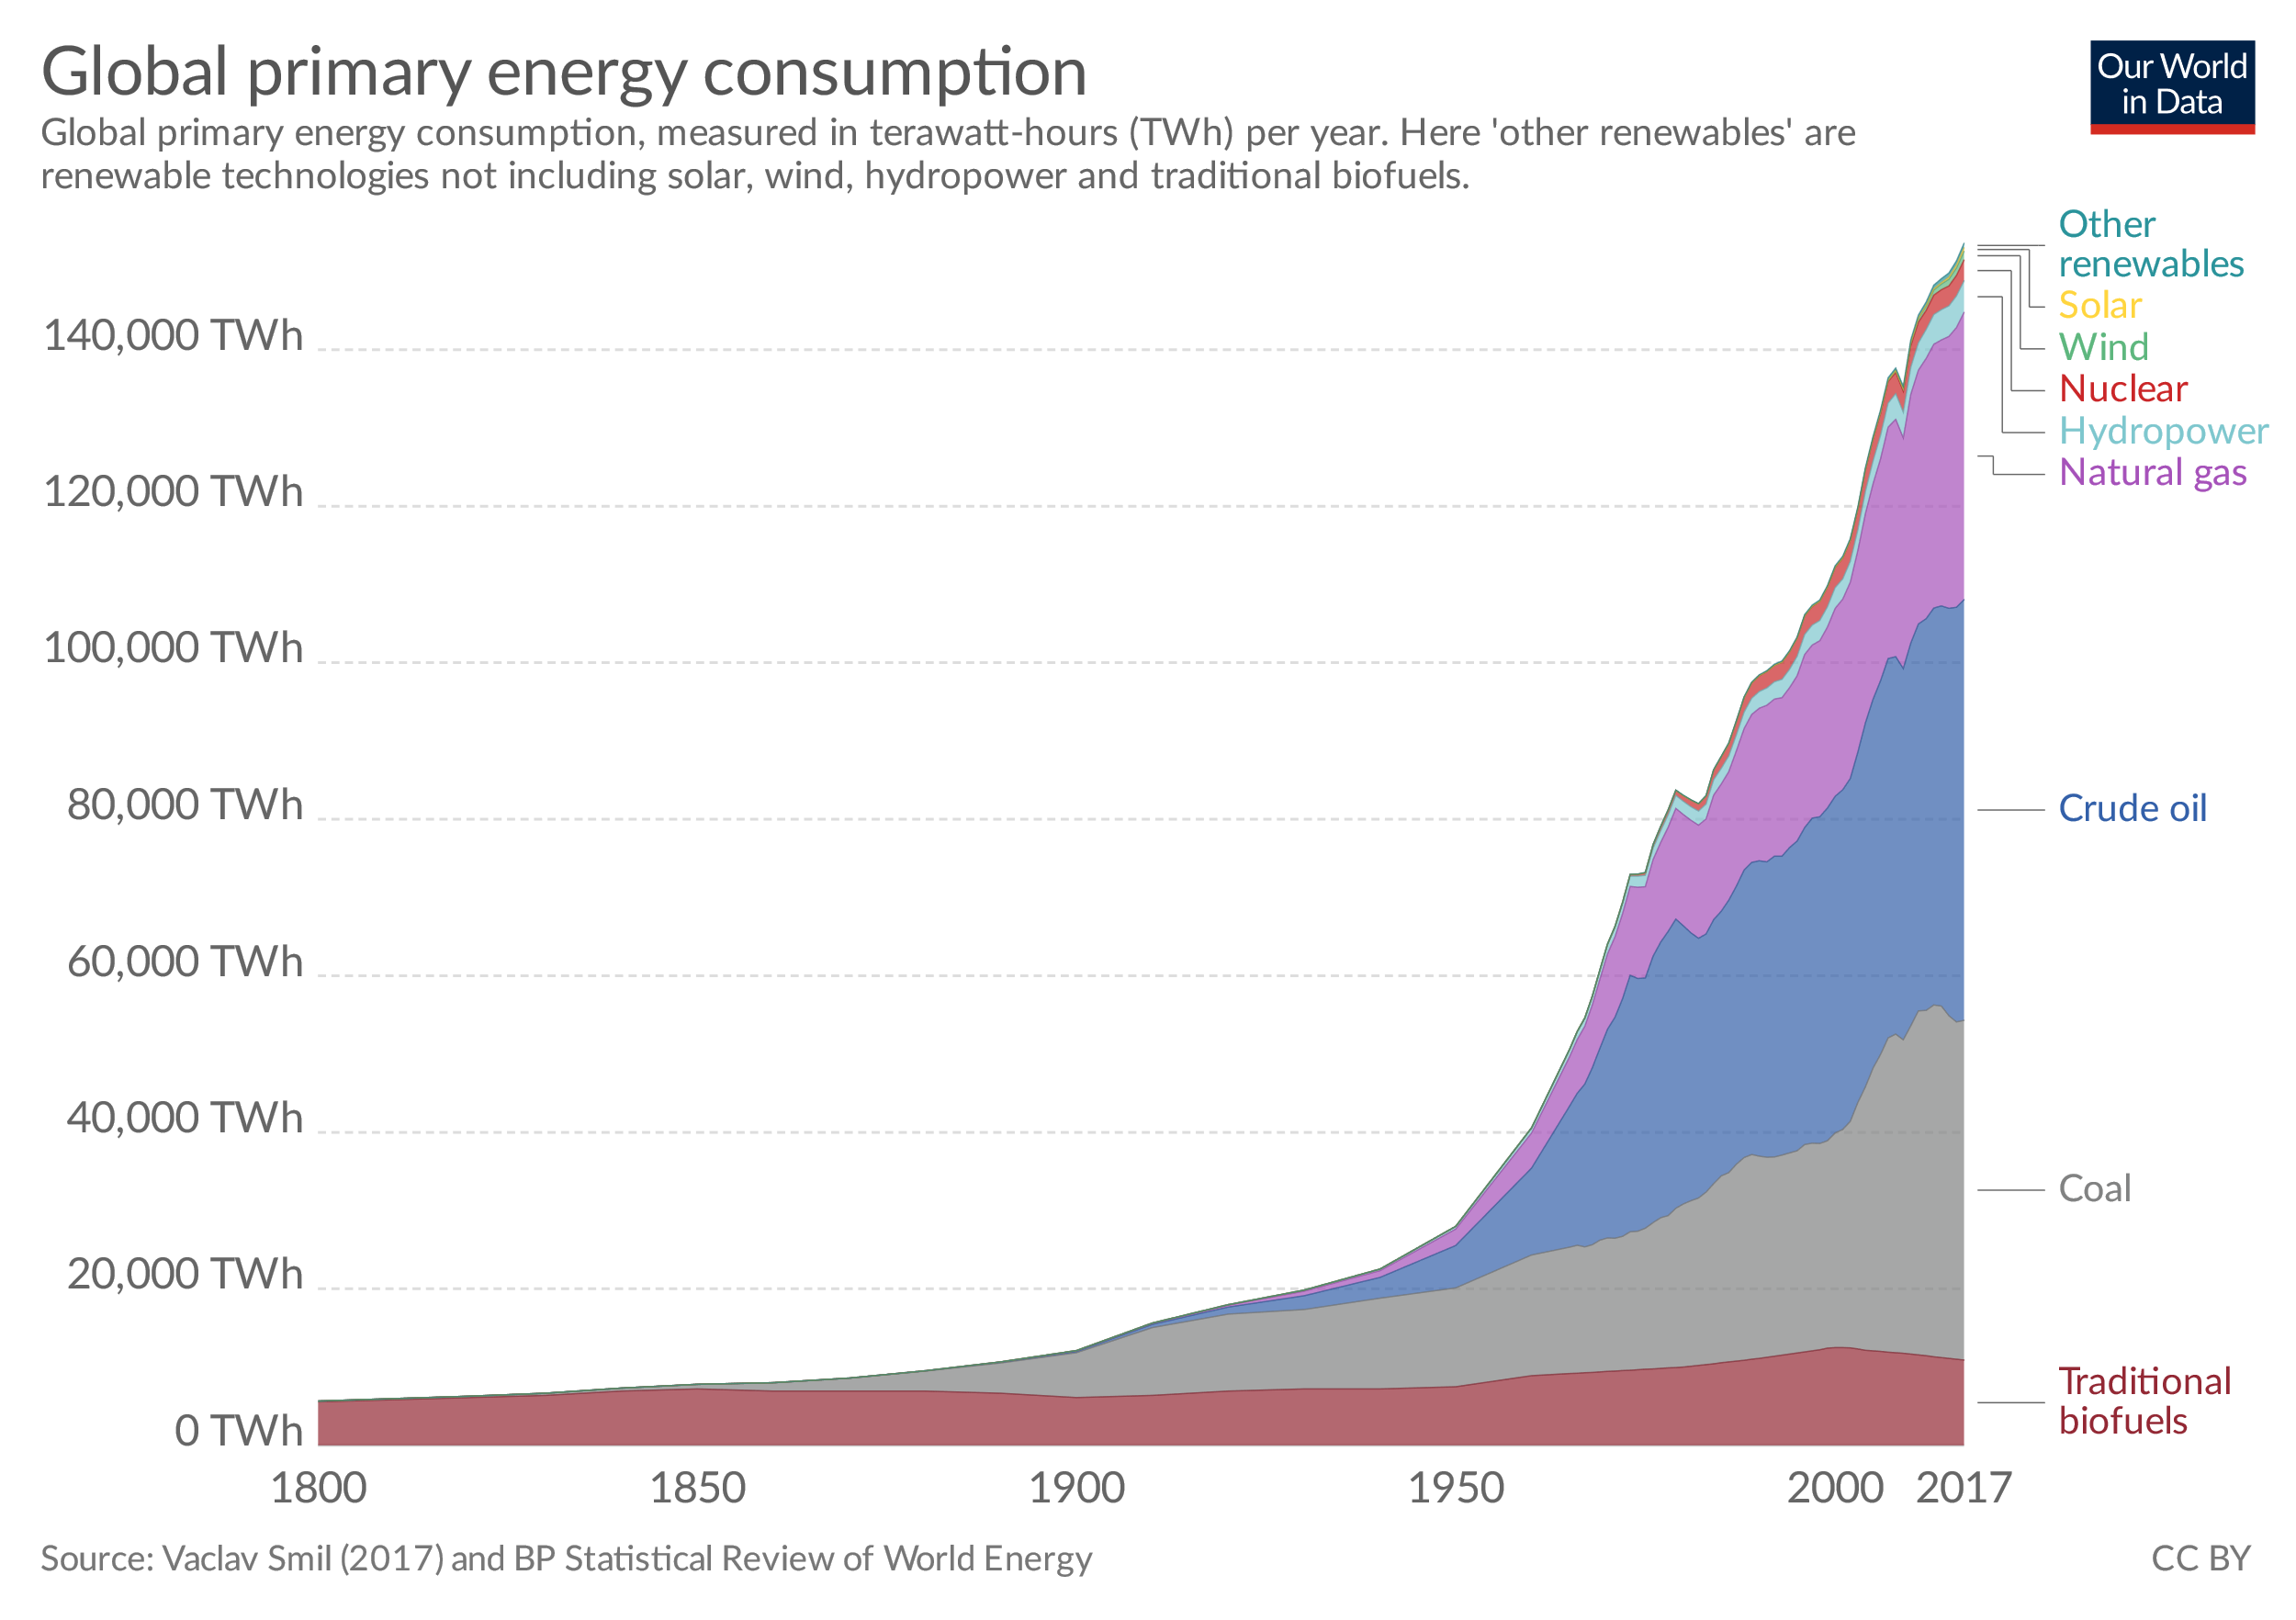 Global primary energy consumption
Global primary energy consumption, measured in terawatt-hours (TWh) per year. Here 'other renewables' are
renewable technologies not including solar, wind, hydropower and traditional biofuels.
Our World
in Data
140,000 TWh
120,000 TWh
100,000 TWh
80,000 TWh
60,000 TWh
40,000 TWh
20,000 TWh
0 TWh
Other
renewables
Solar
Wind
Nuclear
Hydropower
Natural gas
Crude oil
Coal
Traditional
biofuels
1800 1850 1900 1950 2000 2017
Source: Vaclav Smil (2017) and BP Statistical Review of World Energy
CC BY